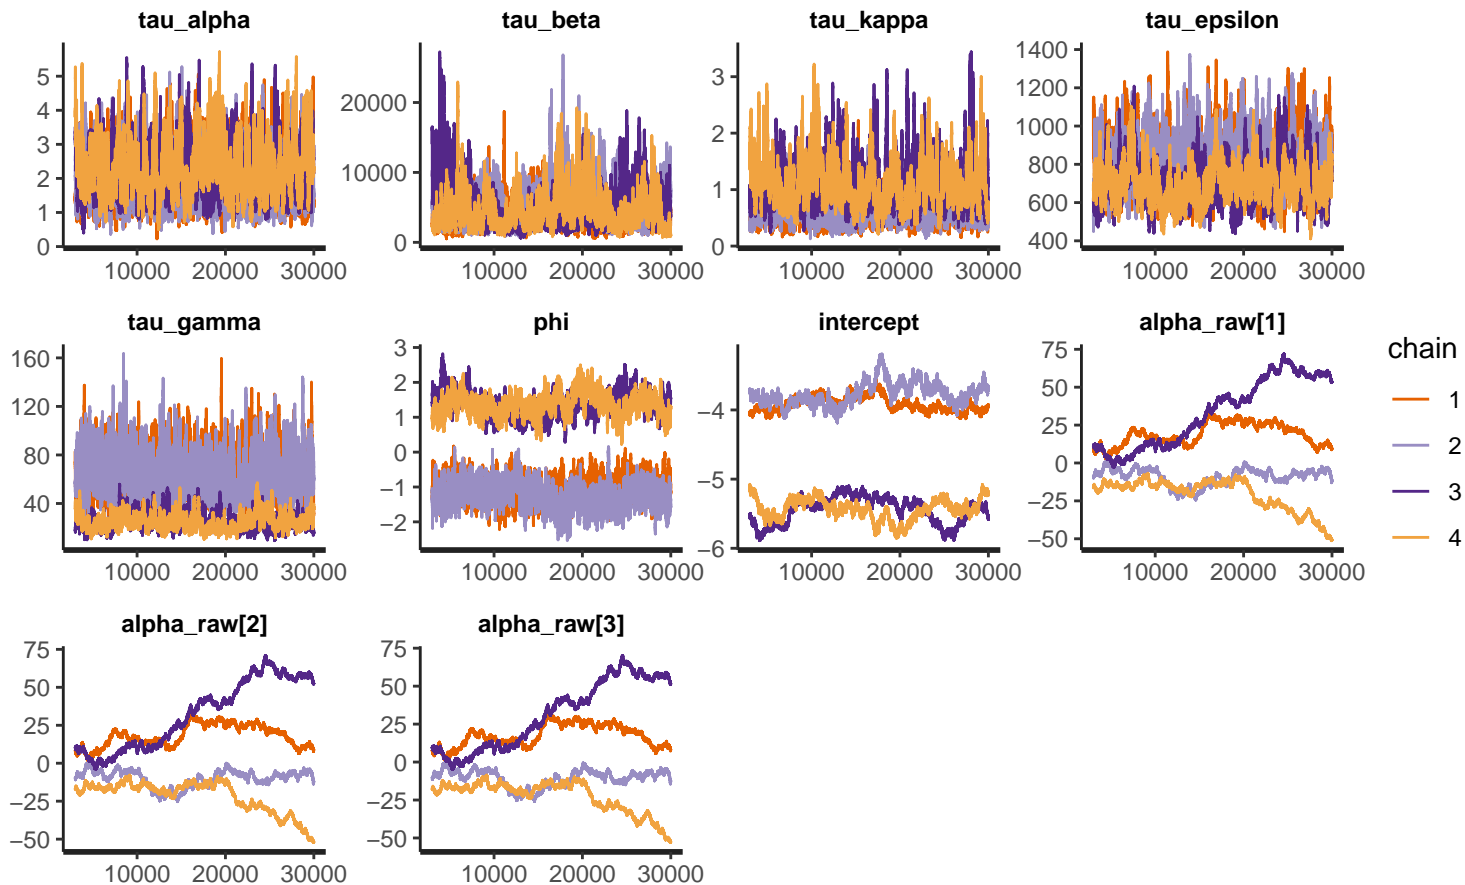 tau_alpha tau_beta tau_kappa tau_epsilon
5 4 3 2 1 0
20000 10000 0
3 2 1 0
1400 1200 1000 800 600 400
10000 20000 30000 10000 20000 30000 10000 20000 30000 10000 20000 30000
tau_gamma phi intercept alpha_raw[1]
160 120 80 40
3 2 1 0 −1 −2
−4 −5 −6
75 50 25 0 −25 −50
10000 20000 30000 10000 20000 30000 10000 20000 30000 10000 20000 30000
chain
1
2
3
4
alpha_raw[2] alpha_raw[3]
75 50 25 0 −25 −50
75 50 25 0 −25 −50
10000 20000 30000 10000 20000 30000